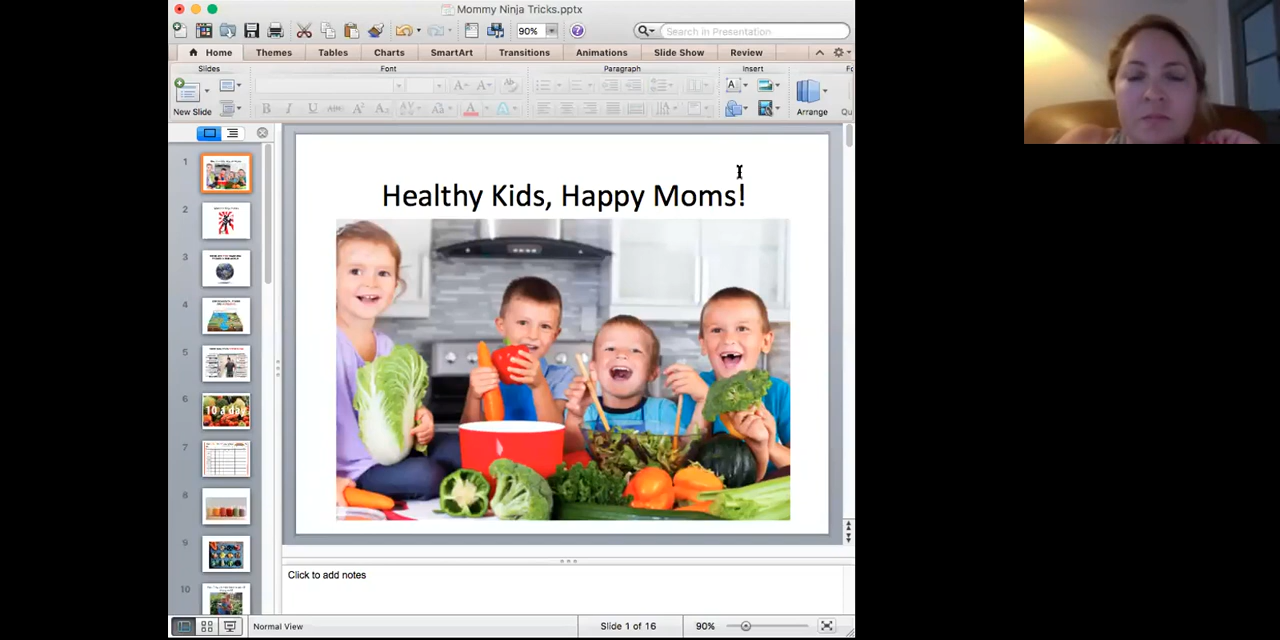 Mommy Ninja Tricks.pptx
90%
Search in Presentation
Home Themes Tables Charts SmartArt Transitions Animations Slide Show Review
Slides Font Paragraph Insert
New Slide
Arrange
1
2
3
4
5
6
10 a day
7
8
9
10
Healthy Kids, Happy Moms!
Click to add notes
Normal View
Slide 1 of 16
90%